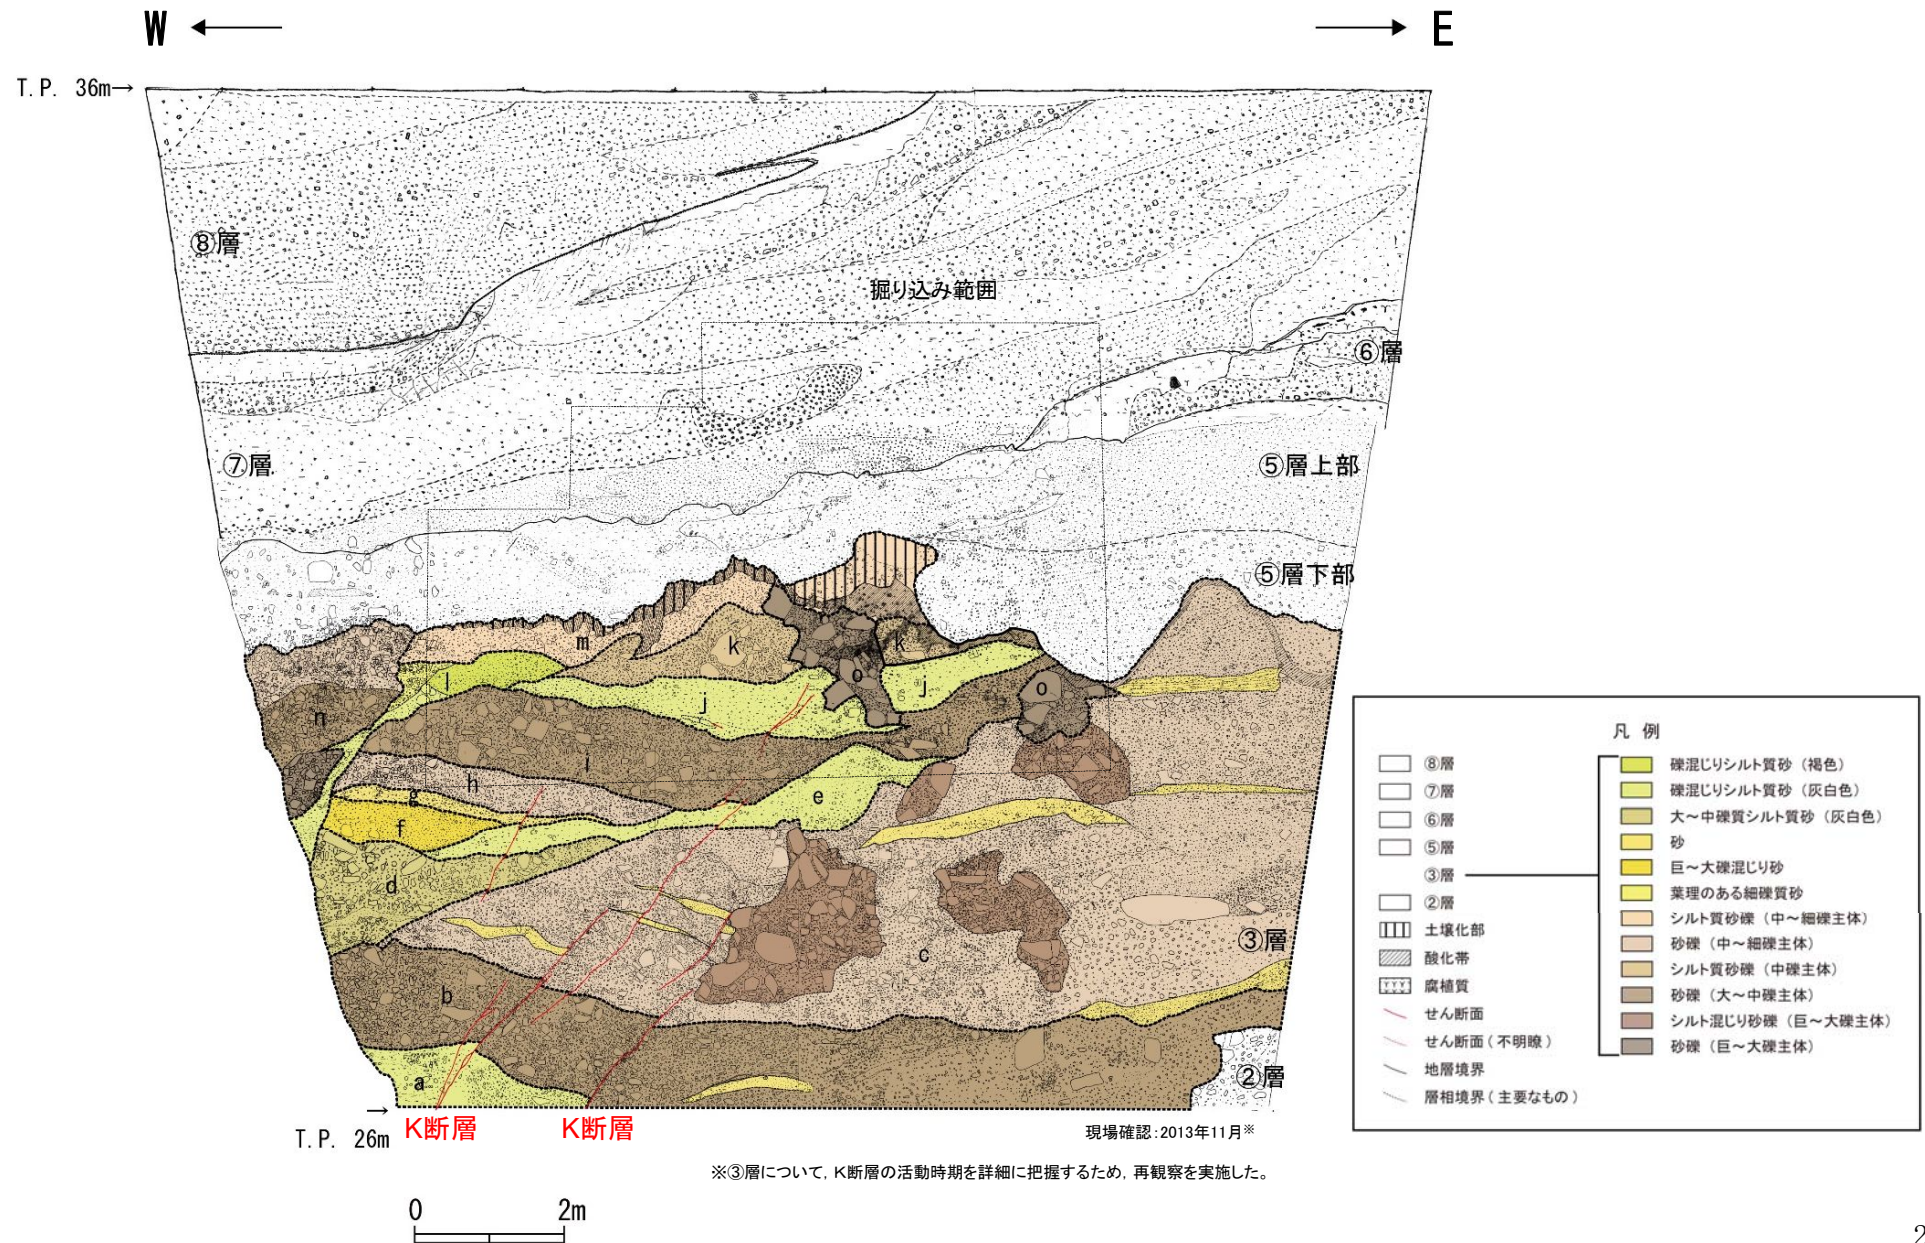 W
E
T.P. 36m→
⑧層
掘り込み範囲
⑥層
⑦層
⑤層上部
⑤層下部
m
k
k
l
j
j
o
o
n
i
h
g
f
e
d
c
③層
b
a
②層
T.P. 26m
K断層
K断層
現場確認:2013年11月※
※③層について,K断層の活動時期を詳細に把握するため,再観察を実施した。
0 2m
凡 例
⑧層
⑦層
⑥層
⑤層
③層
②層
土壌化部
酸化帯
腐植質
せん断面
せん断面(不明瞭)
地層境界
層相境界(主要なもの)
礫混じりシルト質砂(褐色)
礫混じりシルト質砂(灰白色)
大～中礫質シルト質砂(灰白色)
砂
巨～大礫混じり砂
葉理のある細礫質砂
シルト質砂礫(中～細礫主体)
砂礫(中～細礫主体)
シルト質砂礫(中礫主体)
砂礫(大～中礫主体)
シルト混じり砂礫(巨～大礫主体)
砂礫(巨～大礫主体)